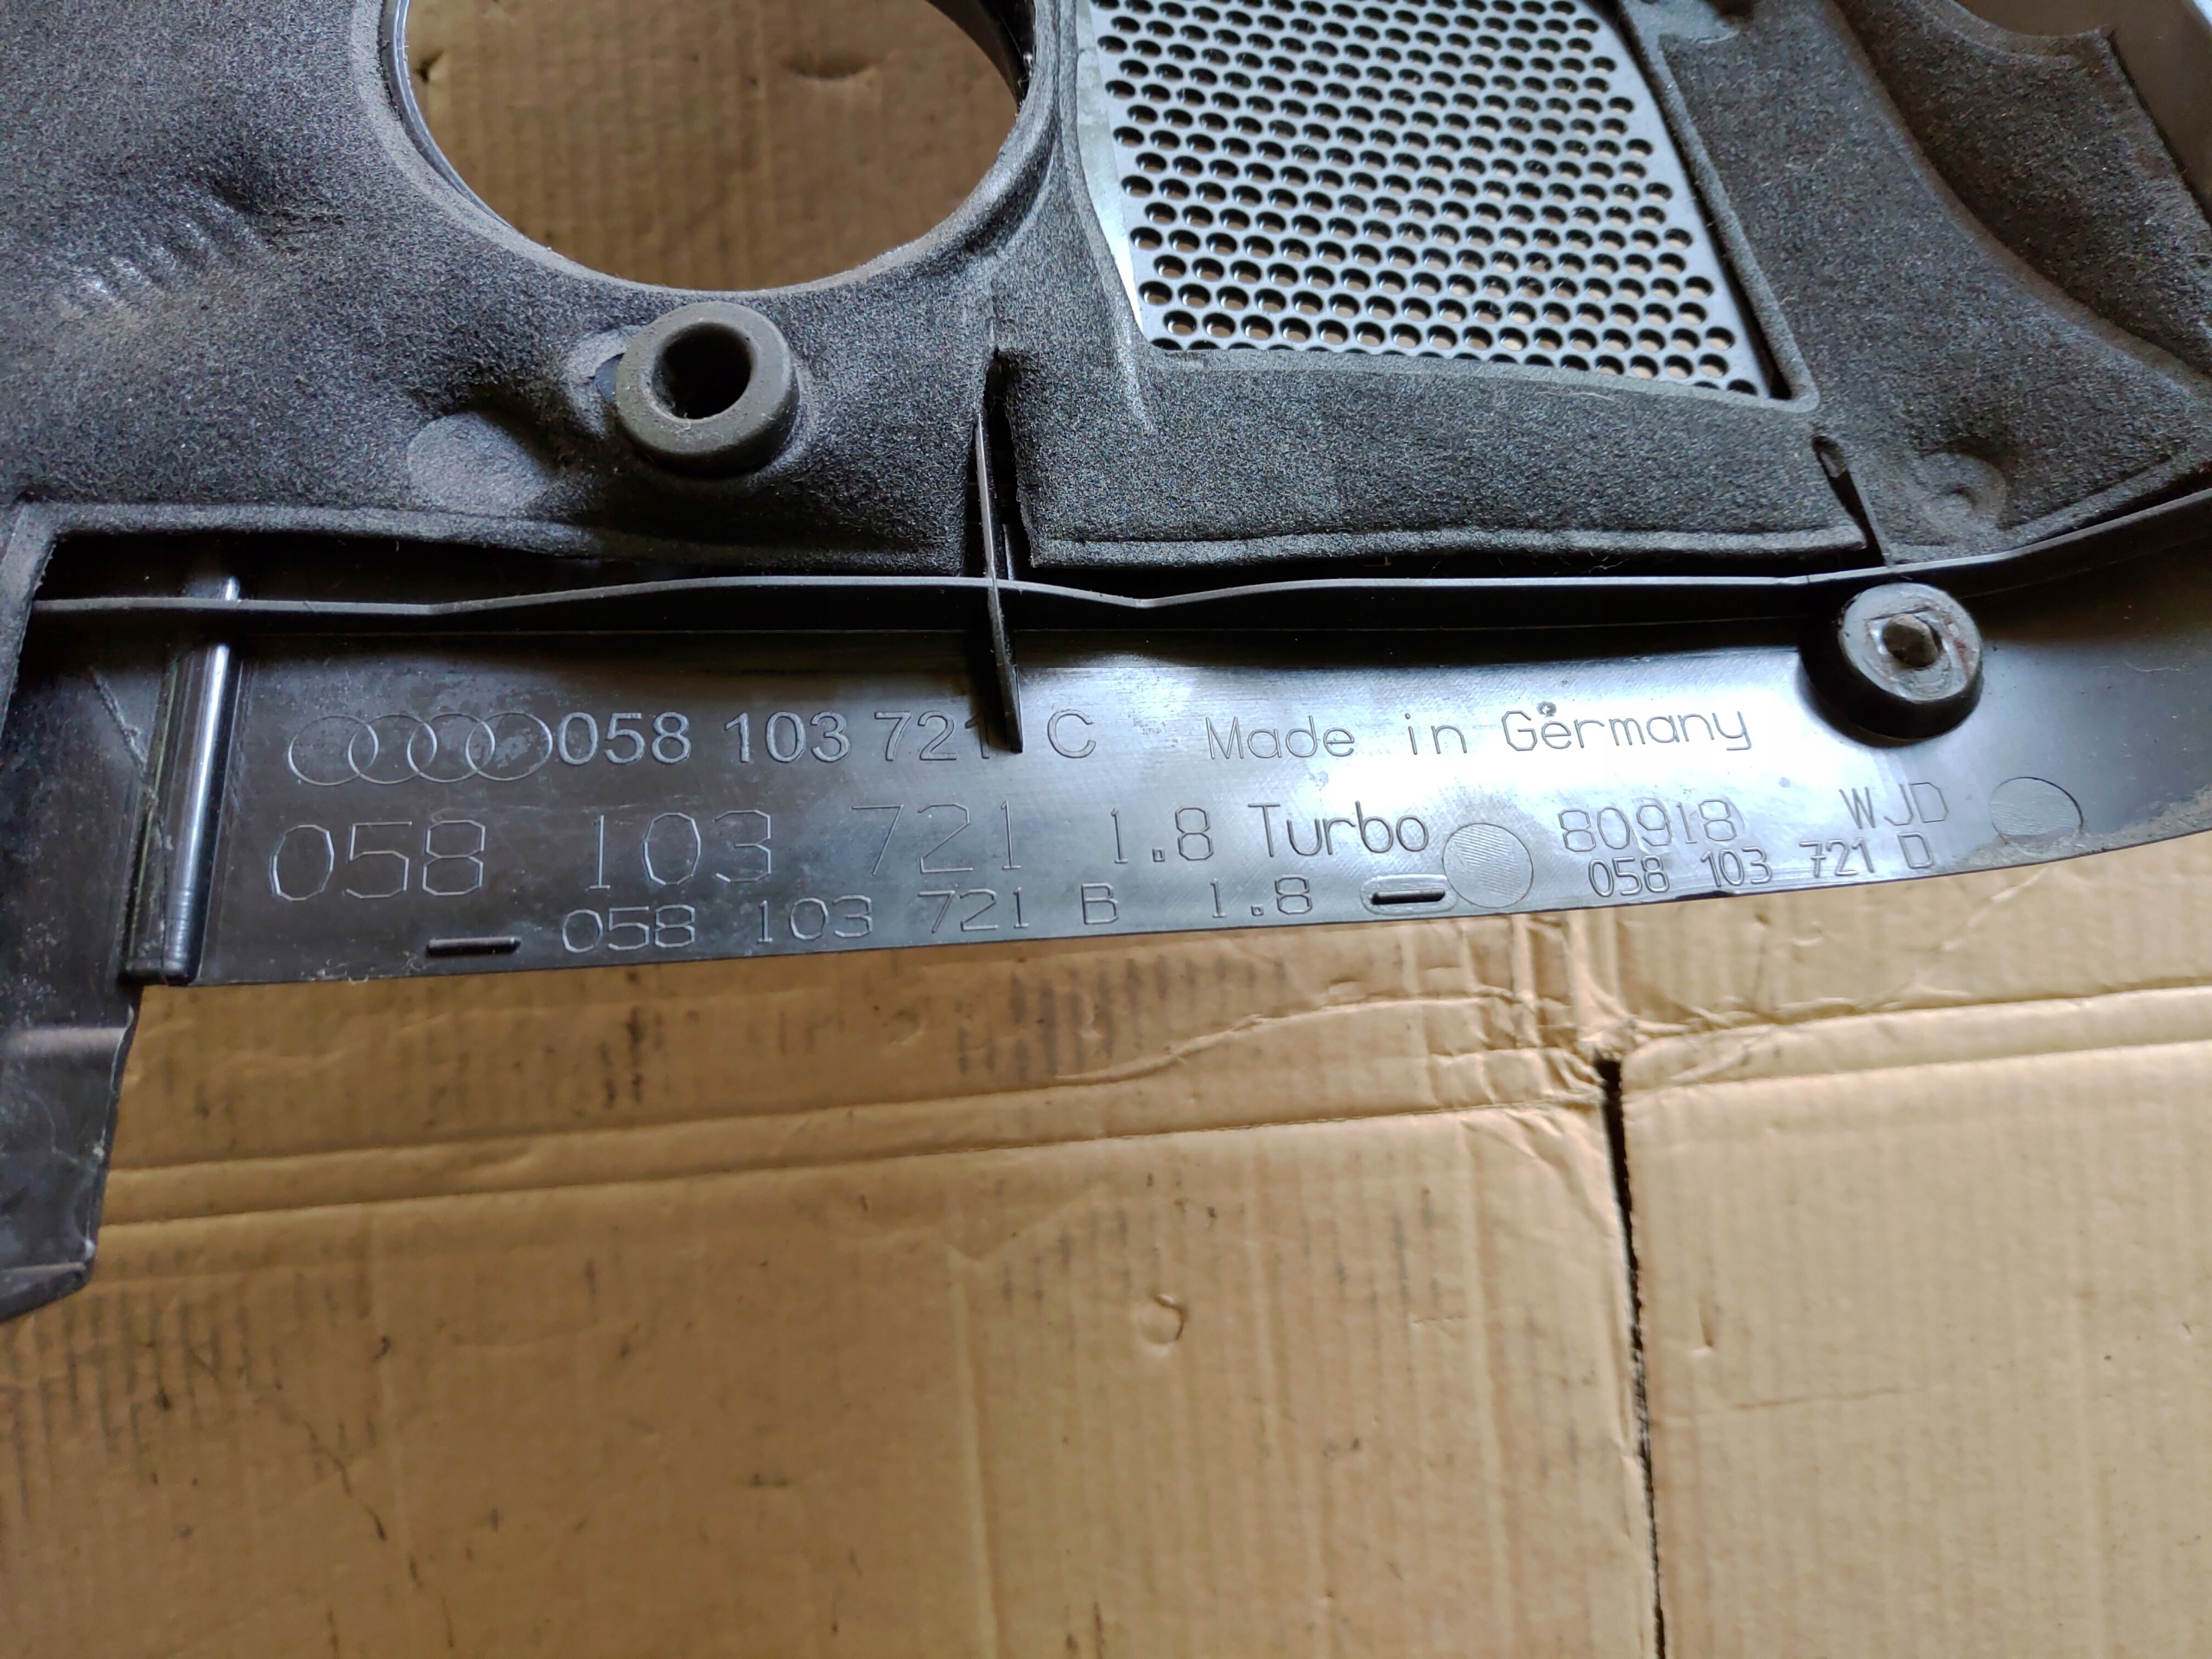 058 103 721 C Made in Germany
058 103 721 1.8 Turbo 80918 WJD
058 103 721 B 1.8 058 103 721 D